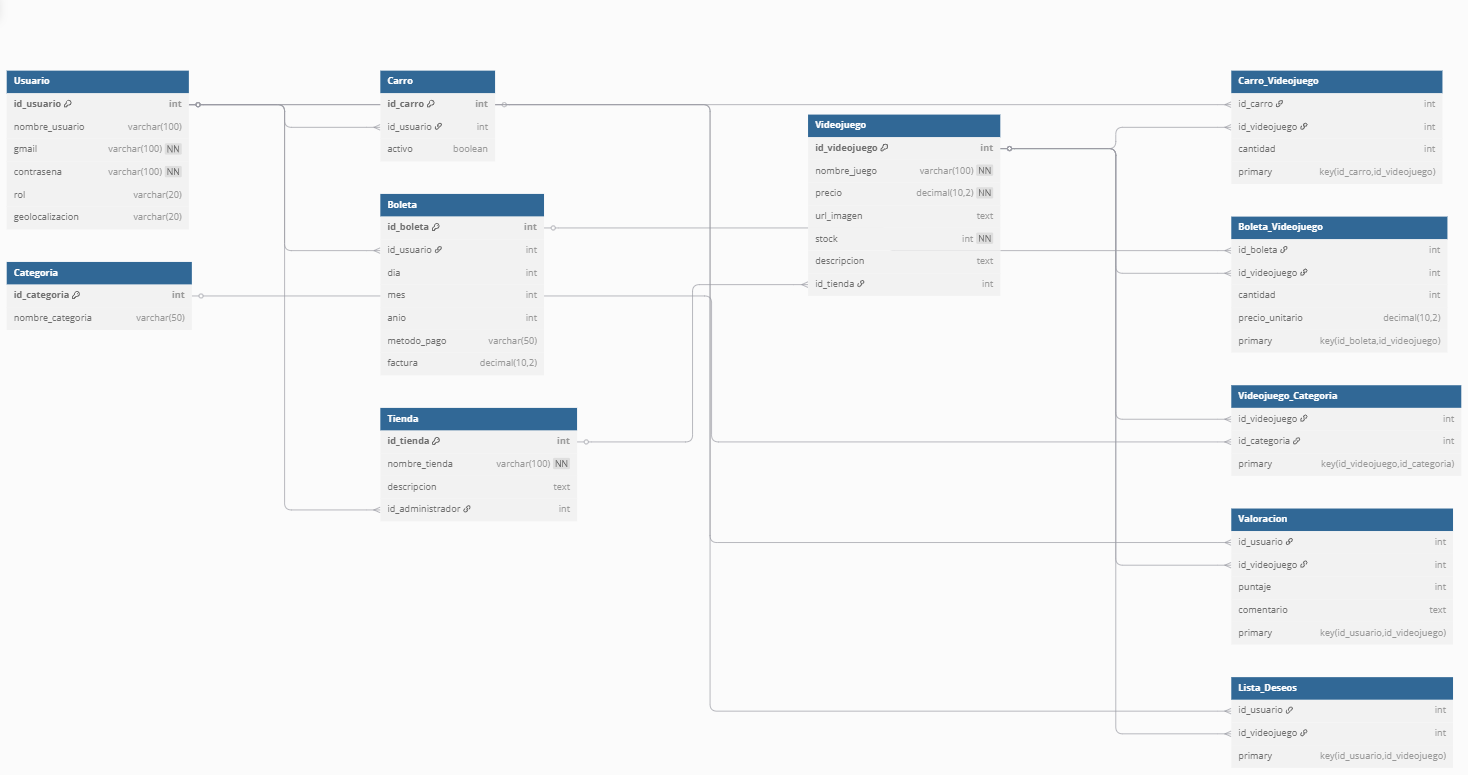 Usuario
id_usuario int
nombre_usuario varchar(100)
gmail varchar(100) NN
contrasena varchar(100) NN
rol varchar(20)
geolocalizacion varchar(20)
Categoria
id_categoria int
nombre_categoria varchar(50)
Carro
id_carro int
id_usuario int
activo boolean
Boleta
id_boleta int
id_usuario int
dia int
mes int
anio int
metodo_pago varchar(50)
factura decimal(10,2)
Tienda
id_tienda int
nombre_tienda varchar(100) NN
descripcion text
id_administrador int
Videojuego
id_videojuego int
nombre_juego varchar(100) NN
precio decimal(10,2) NN
url_imagen text
stock int NN
descripcion text
id_tienda int
Carro_Videojuego
id_carro int
id_videojuego int
cantidad int
primary key(id_carro,id_videojuego)
Boleta_Videojuego
id_boleta int
id_videojuego int
cantidad int
precio_unitario decimal(10,2)
primary key(id_boleta,id_videojuego)
Videojuego_Categoria
id_videojuego int
id_categoria int
primary key(id_videojuego,id_categoria)
Valoracion
id_usuario int
id_videojuego int
puntaje int
comentario text
primary key(id_usuario,id_videojuego)
Lista_Deseos
id_usuario int
id_videojuego int
primary key(id_usuario,id_videojuego)